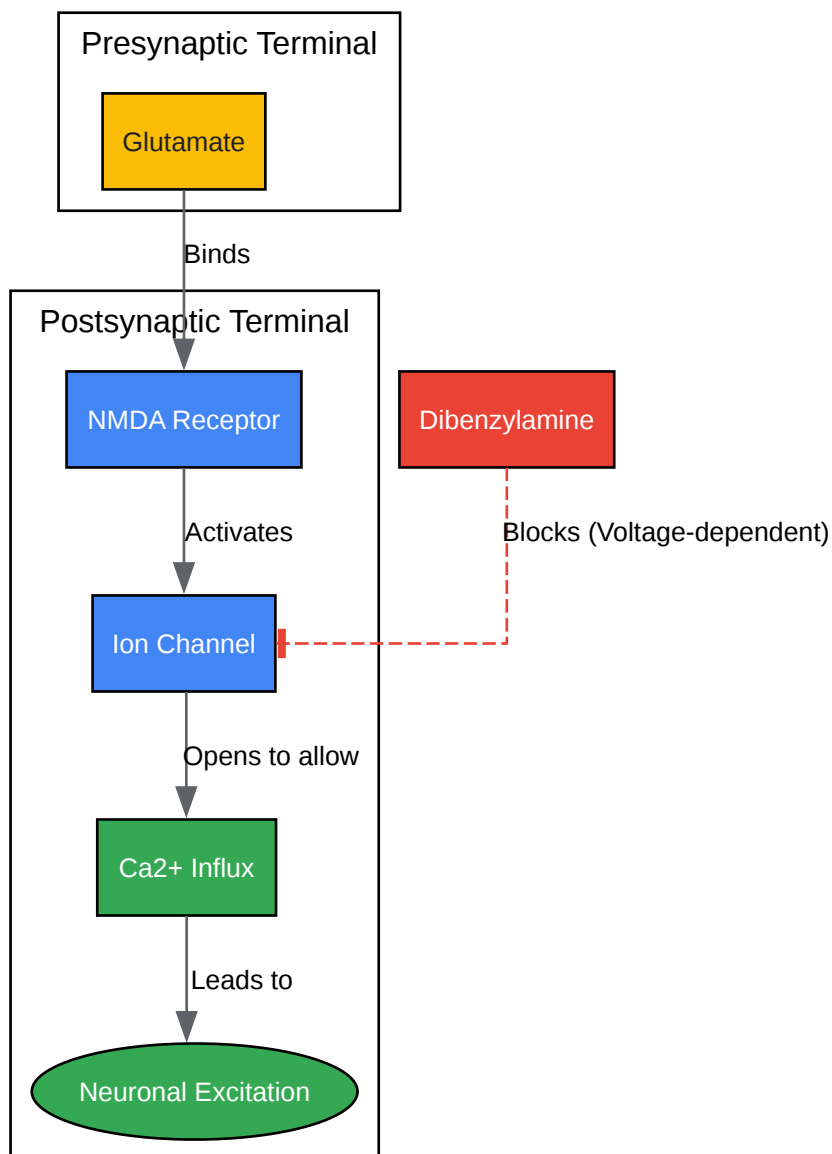 Presynaptic Terminal
Glutamate
Binds
Postsynaptic Terminal
NMDA Receptor
Dibenzylamine
Activates
Blocks (Voltage-dependent)
Ion Channel
Opens to allow
Ca2+ Influx
Leads to
Neuronal Excitation